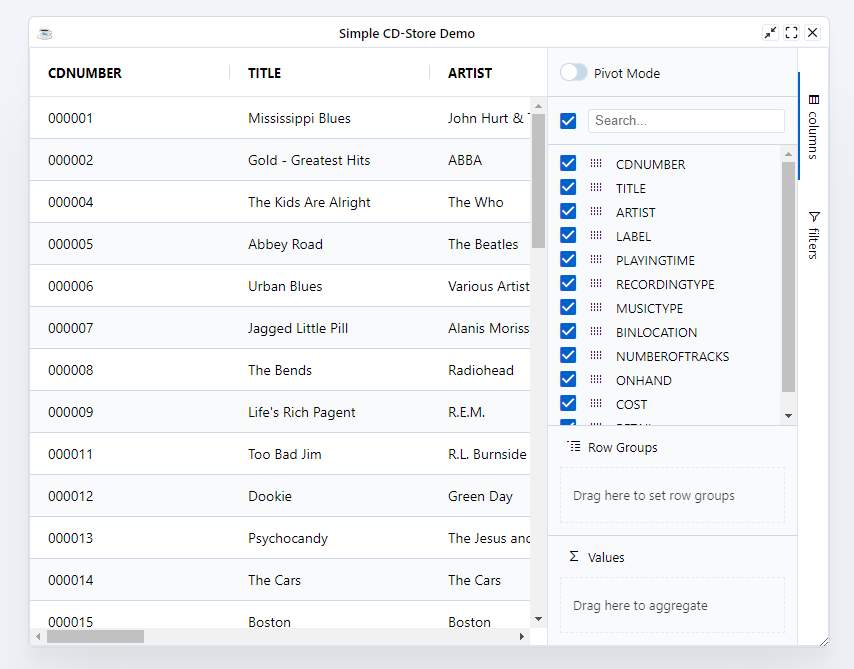 Simple CD-Store Demo
CDNUMBER TITLE ARTIST
000001 Mississippi Blues John Hurt &
000002 Gold - Greatest Hits ABBA
000004 The Kids Are Alright The Who
000005 Abbey Road The Beatles
000006 Urban Blues Various Artist
000007 Jagged Little Pill Alanis Moriss
000008 The Bends Radiohead
000009 Life's Rich Pagent R.E.M.
000011 Too Bad Jim R.L. Burnside
000012 Dookie Green Day
000013 Psychocandy The Jesus and
000014 The Cars The Cars
000015 Boston Boston
Pivot Mode
Search...
CDNUMBER
TITLE
ARTIST
LABEL
PLAYINGTIME
RECORDINGTYPE
MUSICTYPE
BINLOCATION
NUMBEROFTRACKS
ONHAND
COST
Row Groups
Drag here to set row groups
Values
Drag here to aggregate
columns
filters